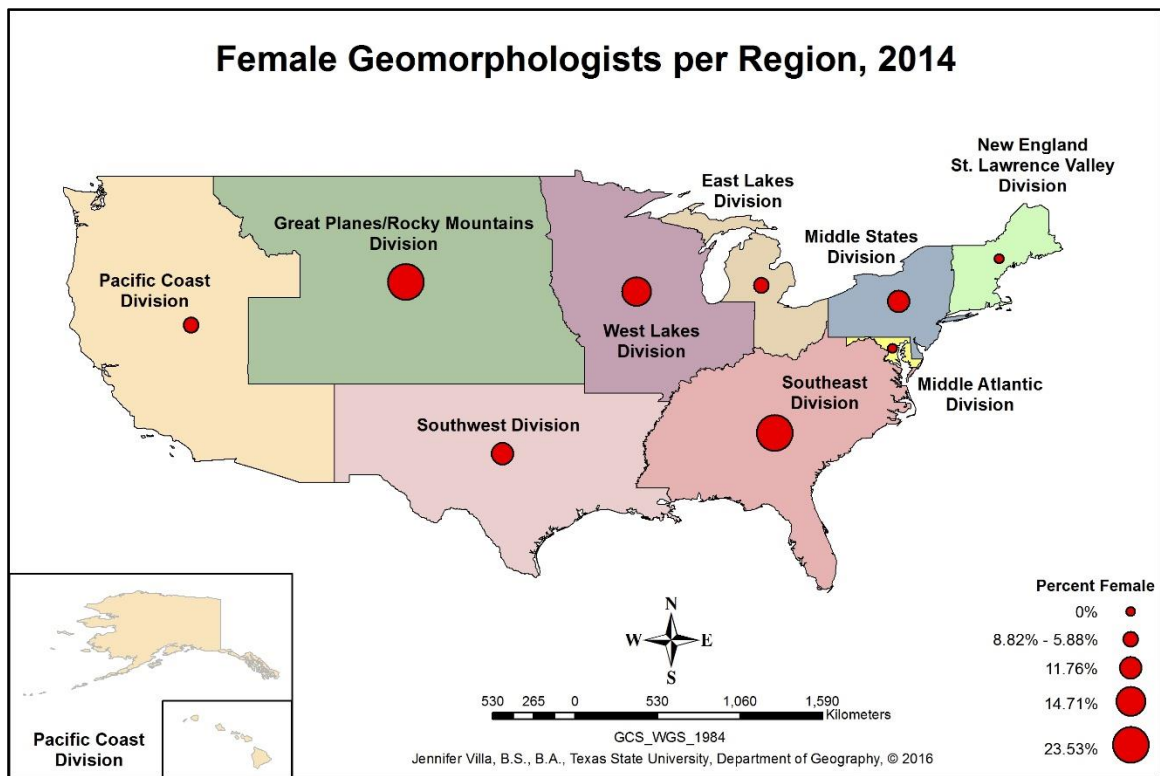 Female Geomorphologists per Region, 2014
New England
St. Lawrence Valley
Division
East Lakes
Division
Great Planes/Rocky Mountains
Division
Middle States
Division
Pacific Coast
Division
West Lakes
Division
Southeast
Division
Middle Atlantic
Division
Southwest Division
Pacific Coast
Division
N
W E
S
530 265 0 530 1,060 1,590
Kilometers
GCS_WGS_1984
Jennifer Villa, B.S., B.A., Texas State University, Department of Geography, © 2016
Percent Female
0%
8.82% - 5.88%
11.76%
14.71%
23.53%